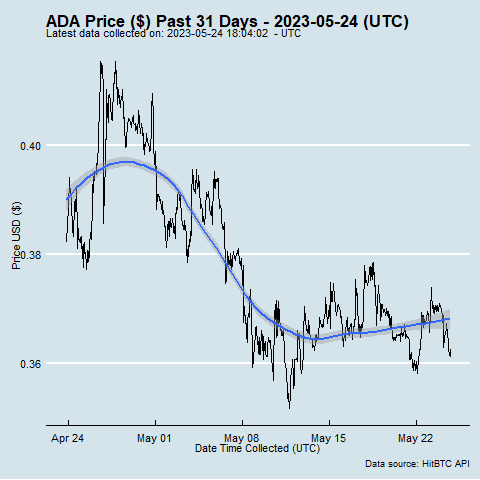 ADA Price ($) Past 31 Days - 2023-05-24 (UTC)
Latest data collected on: 2023-05-24 18:04:02 - UTC
0.40
0.38
0.36
Price USD ($)
Apr 24
May 01
May 08
May 15
May 22
Date Time Collected (UTC)
Data source: HitBTC API